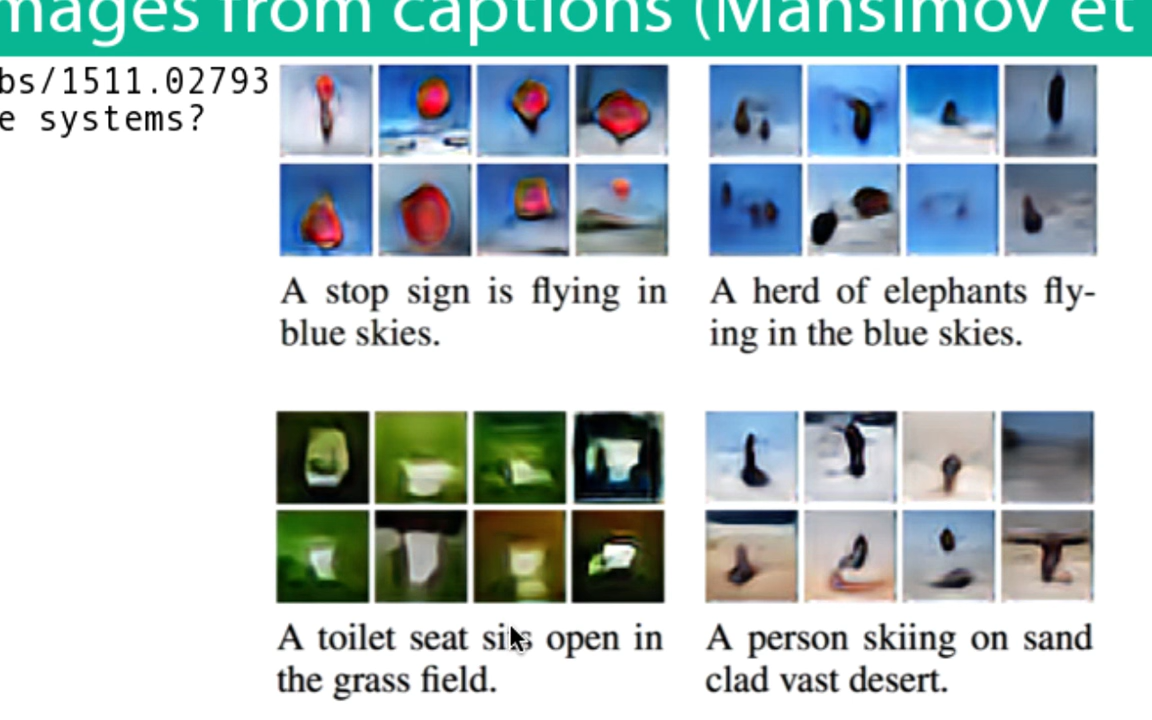 mages from captions (Mansimov et
bs/1511.02793
e systems?
A stop sign is flying in
blue skies.
A herd of elephants fly-
ing in the blue skies.
A toilet seat sits open in
the grass field.
A person skiing on sand
clad vast desert.